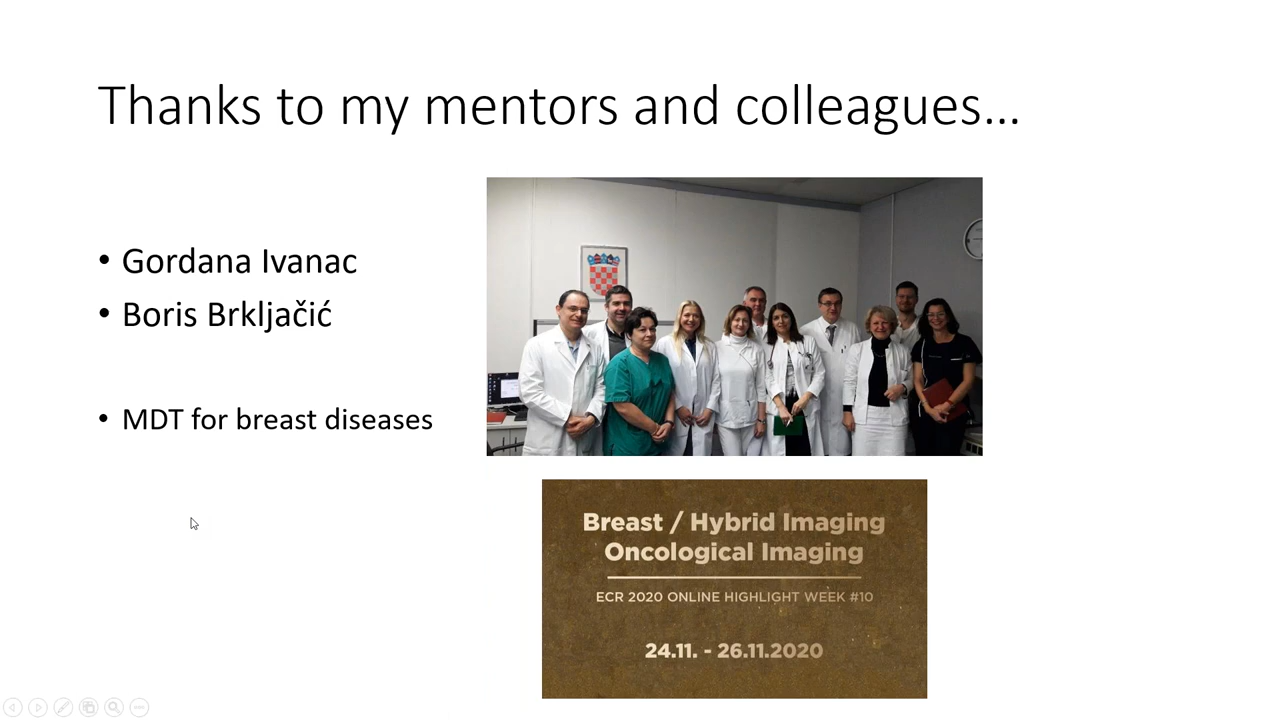 Thanks to my mentors and colleagues...
• Gordana Ivanac
• Boris Brkljačić
• MDT for breast diseases
Breast / Hybrid Imaging
Oncological Imaging
ECR 2020 ONLINE HIGHLIGHT WEEK #10
24.11. - 26.11.2020